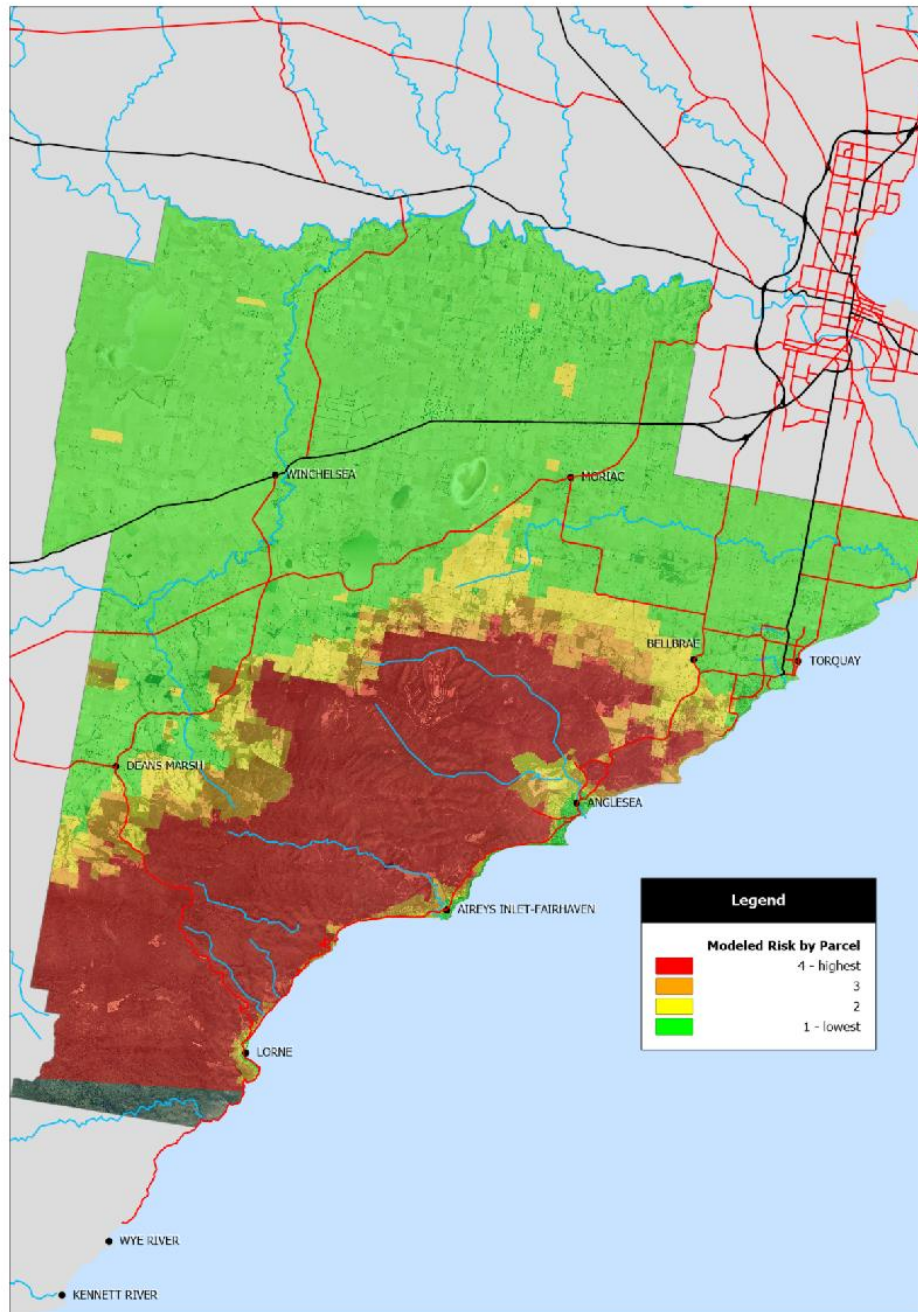 WINCHELSEA
MORIAC
BELLBRAE
TORQUAY
DEANS MARSH
ANGLESEA
AIREYS INLET-FAIRHAVEN
LORNE
WYE RIVER
KENNETT RIVER
Legend
Modeled Risk by Parcel
4 - highest
3
2
1 - lowest